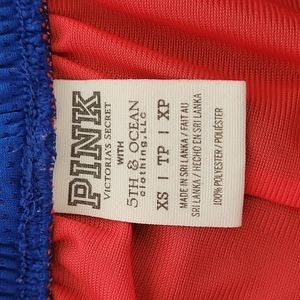 PINK
VICTORIA'S SECRET
WITH
5TH & OCEAN
clothing, LLC
XS | TP | XP
MADE IN SRI LANKA / FAIT AU
SRI LANKA / HECHO EN SRI LANKA
100% POLYESTER / POLIÉSTER